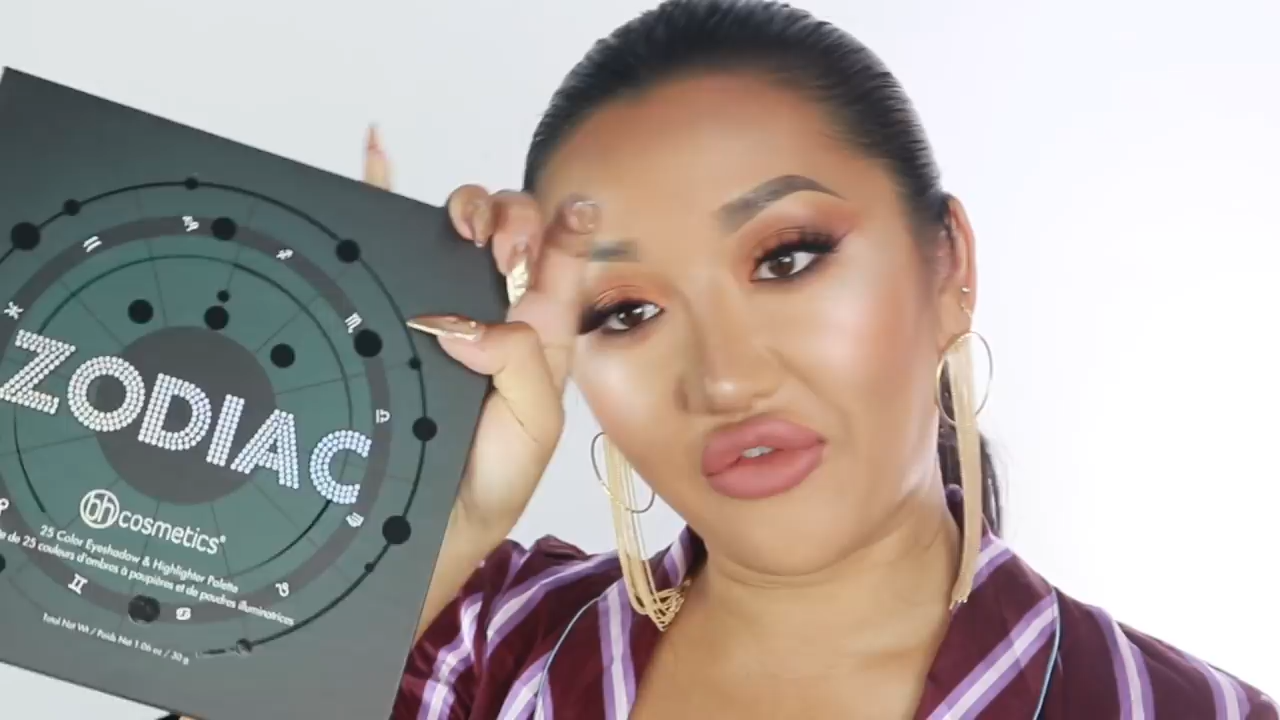 ZODIAC
bh cosmetics®
25 Color Eyeshadow & Highlighter Palette
de 25 couleurs d'ombres à paupières et de poudres illuminatrices
Total Net Wt / Poids Net 1.06 oz / 30 g